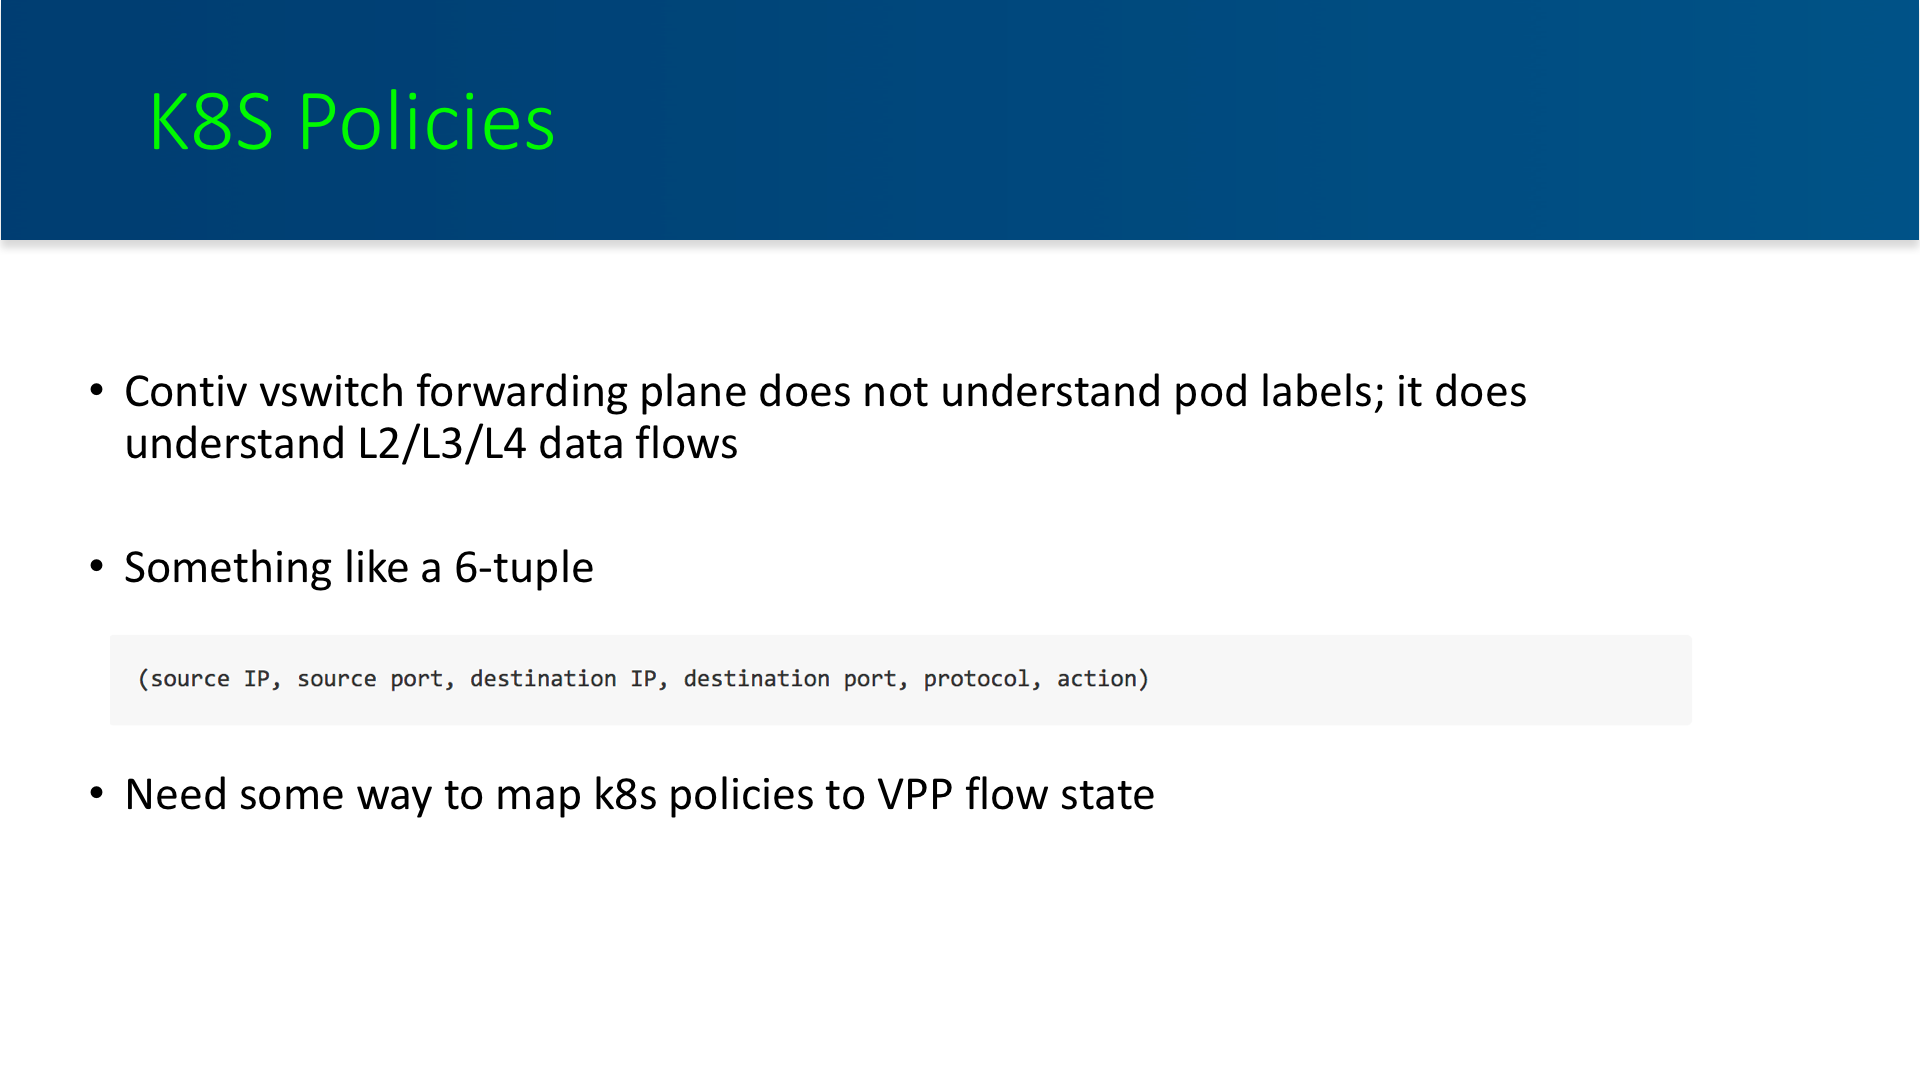 K8S Policies
• Contiv vswitch forwarding plane does not understand pod labels; it does
understand L2/L3/L4 data flows
• Something like a 6-tuple
(source IP, source port, destination IP, destination port, protocol, action)
• Need some way to map k8s policies to VPP flow state